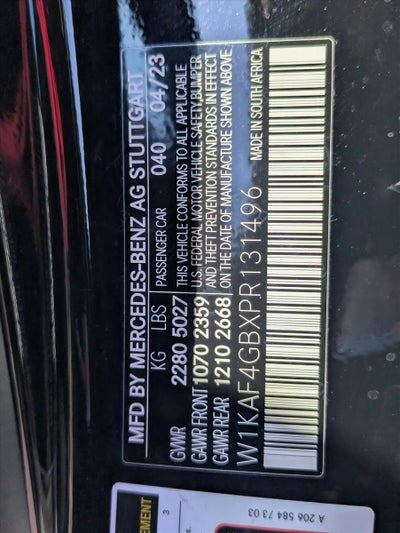 MFD BY MERCEDES-BENZ AG STUTTGART
KG LBS PASSENGER CAR 040 04/23
GVWR 2280 5027 THIS VEHICLE CONFORMS TO ALL APPLICABLE
GAWR FRONT 1070 2359 U.S. FEDERAL MOTOR VEHICLE SAFETY, BUMPER
GAWR REAR 1210 2668 AND THEFT PREVENTION STANDARDS IN EFFECT
ON THE DATE OF MANUFACTURE SHOWN ABOVE
W1KAF4GBXPR131496 MADE IN SOUTH AFRICA
EMENT
3
A 206 584 73 03